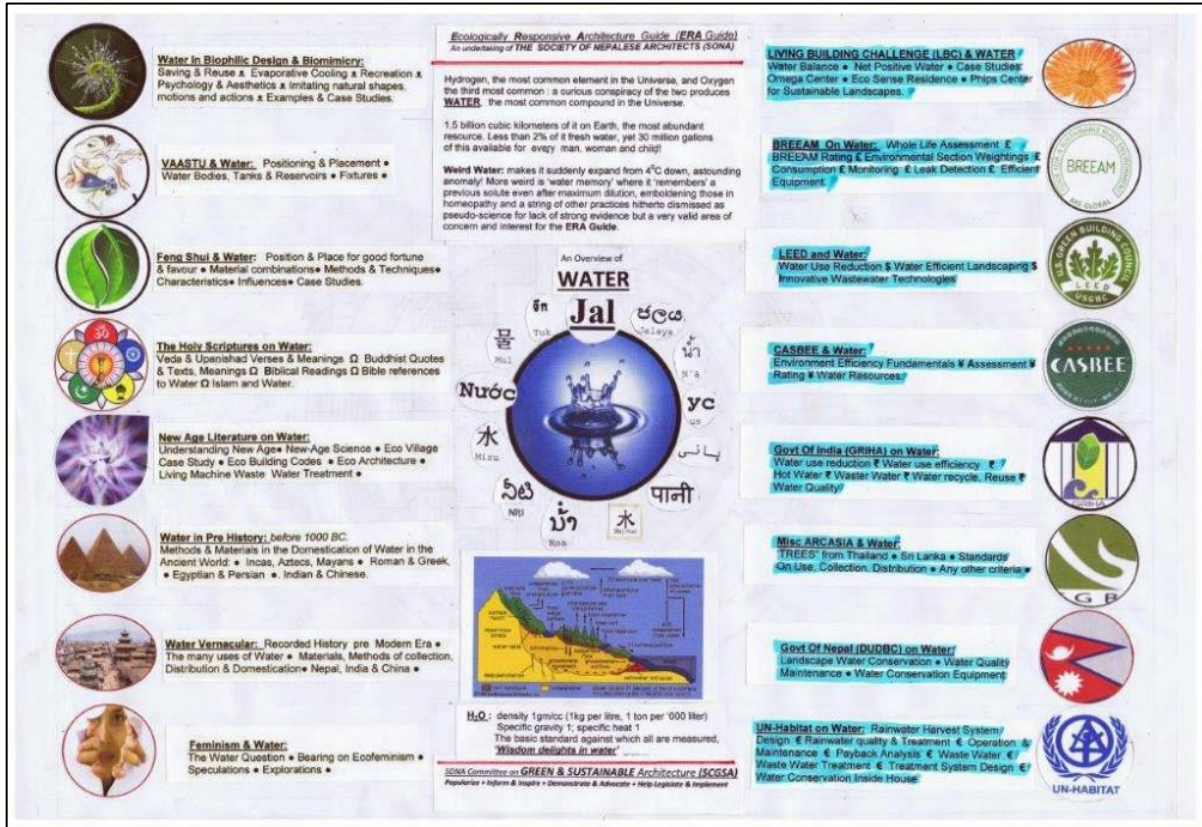 Ecologically Responsive Architecture Guide (ERA Guide)
An undertaking of THE SOCIETY OF NEPALESE ARCHITECTS (SONA)
Hydrogen, the most common element in the Universe, and Oxygen
the third most common : a curious conspiracy of the two produces
WATER, the most common compound in the Universe.
1.5 billion cubic kilometers of it on Earth, the most abundant
resource. Less than 2% of it fresh water, yet 30 million gallons
of this available for every man, woman and child!
Weird Water: makes it suddenly expand from 4⁰C down, astounding
anomaly! More weird is 'water memory' where it 'remembers' a
previous solute even after maximum dilution, emboldening those in
homeopathy and a string of other practices hitherto dismissed as
pseudo-science for lack of strong evidence but a very valid area of
concern and interest for the ERA Guide.
Water in Biophilic Design & Biomimicry:
Saving & Reuse ᴥ Evaporative Cooling ᴥ Recreation ᴥ
Psychology & Aesthetics ᴥ Imitating natural shapes,
motions and actions ᴥ Examples & Case Studies.
VAASTU & Water: Positioning & Placement ●
Water Bodies, Tanks & Reservoirs ● Fixtures ●
Feng Shui & Water: Position & Place for good fortune
& favour ● Material combinations● Methods & Techniques●
Characteristics● Influences● Case Studies.
The Holy Scriptures on Water:
Veda & Upanishad Verses & Meanings Ω Buddhist Quotes
& Texts, Meanings Ω Biblical Readings Ω Bible references
to Water Ω Islam and Water.
New Age Literature on Water:
Understanding New Age● New-Age Science ● Eco Village
Case Study ● Eco Building Codes ● Eco Architecture ●
Living Machine Waste Water Treatment ●
Water in Pre History: before 1000 BC.
Methods & Materials in the Domestication of Water in the
Ancient World: ● Incas, Aztecs, Mayans ● Roman & Greek,
● Egyptian & Persian ●. Indian & Chinese.
Water Vernacular: Recorded History pre Modern Era ●
The many uses of Water ● Materials, Methods of collection,
Distribution & Domestication● Nepal, India & China ●
Feminism & Water:
The Water Question ● Bearing on Ecofeminism ●
Speculations ● Explorations ●
An Overview of
WATER
Jal
ទឹក
Tuk
ජලය
Jalaya
물
Mul
น้ำ
Nước
ус
us
水
Mizu
پانی
నీటి
Niti
पानी
ນ້ຳ
Nam
水
H₂O : density 1gm/cc (1kg per litre, 1 ton per '000 liter)
Specific gravity 1; specific heat 1
The basic standard against which all are measured,
'Wisdom delights in water'
SONA Committee on GREEN & SUSTAINABLE Architecture (SCGSA)
Popularize + Inform & Inspire + Demonstrate & Advocate + Help Legislate & Implement
LIVING BUILDING CHALLENGE (LBC) & WATER
Water Balance ● Net Positive Water ● Case Studies:
Omega Center ● Eco Sense Residence ● Phips Center
for Sustainable Landscapes.
BREEAM On Water: Whole Life Assessment £
BREEAM Rating £ Environmental Section Weightings £
Consumption £ Monitoring £ Leak Detection £ Efficient
Equipment.
BREEAM
BRE GLOBAL
LEED and Water:
Water Use Reduction $ Water Efficient Landscaping $
Innovative Wastewater Technologies
U.S. GREEN BUILDING COUNCIL
LEED
USGBC
CASBEE & Water:
Environment Efficiency Fundamentals ¥ Assessment ¥
Rating ¥ Water Resources.
CASBEE
Govt Of India (GRIHA) on Water:
Water use reduction ₹ Water use efficiency ₹
Hot Water ₹ Waster Water ₹ Water recycle, Reuse ₹
Water Quality
GRIHA
Misc ARCASIA & Water:
'TREES' from Thailand ● Sri Lanka ● Standards
On Use, Collection, Distribution ● Any other criteria ●
Govt Of Nepal (DUDBC) on Water:
Landscape Water Conservation ● Water Quality
Maintenance ● Water Conservation Equipment
UN-Habitat on Water: Rainwater Harvest System
Design € Rainwater quality & Treatment € Operation &
Maintenance € Payback Analysis € Waste Water €
Waste Water Treatment € Treatment System Design €
Water Conservation Inside House
UN-HABITAT